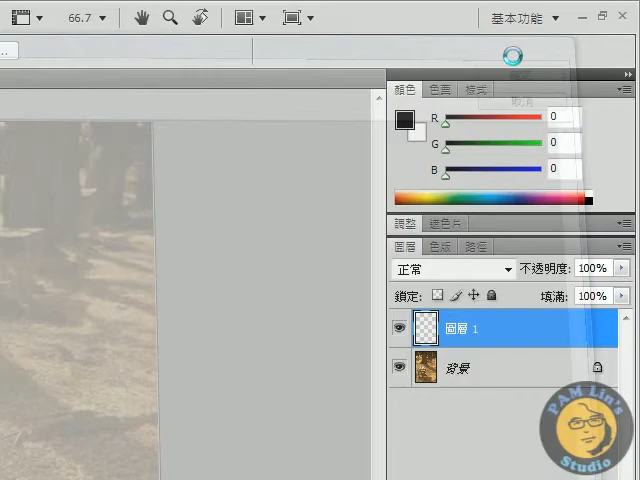 66.7
基本功能
...
取消
顏色 色票 樣式
R 0
G 0
B 0
調整 遮色片
圖層 色版 路徑
正常 不透明度: 100%
鎖定: 填滿: 100%
圖層 1
背景
PAM Lin's
Studio